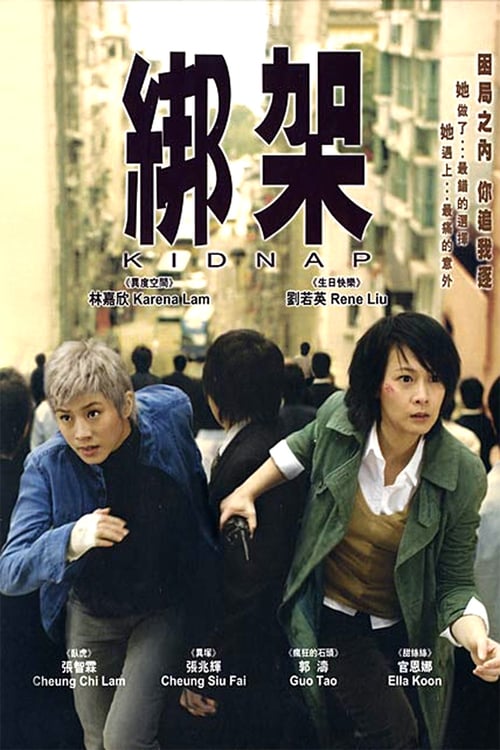 綁架
KIDNAP
困局之內 你追我逐
她做了...最錯的選擇
她遇上...最痛的意外
《異度空間》
林嘉欣 Karena Lam
《生日快樂》
劉若英 Rene Liu
《臥虎》
張智霖
Cheung Chi Lam
《異塚》
張兆輝
Cheung Siu Fai
《瘋狂的石頭》
郭濤
Guo Tao
《甜絲絲》
官恩娜
Ella Koon